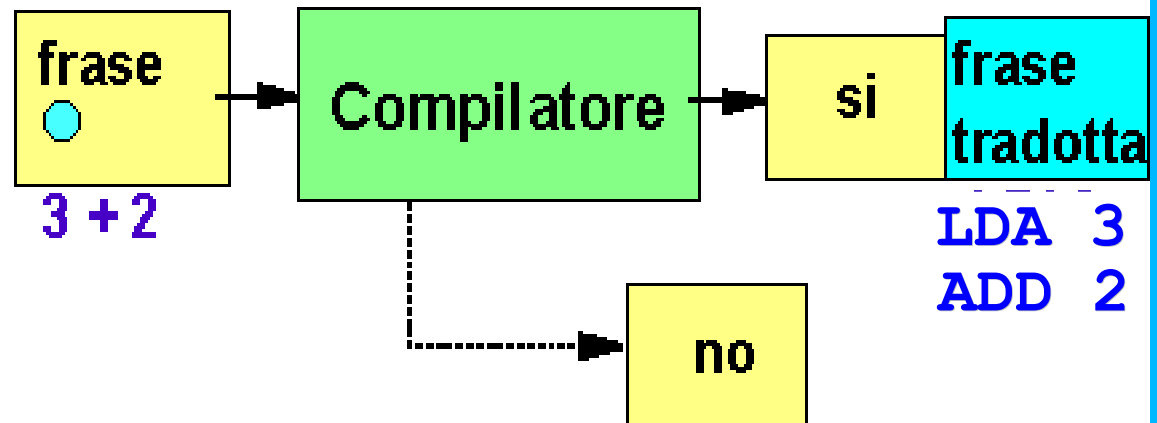 frase
3 + 2
Compilatore
si
frase
tradotta
LDA 3
ADD 2
no